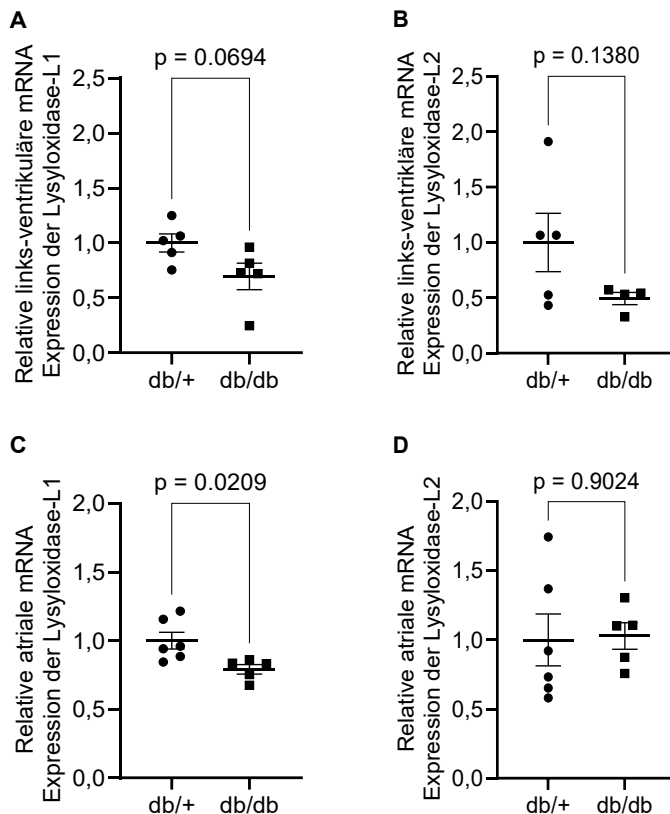 A
p = 0.0694
Relative links-ventrikuläre mRNA
Expression der Lysyloxidase-L1
2,5
2,0
1,5
1,0
0,5
0,0
db/+ db/db
B
p = 0.1380
Relative links-ventrikläre mRNA
Expression der Lysyloxidase-L2
2,5
2,0
1,5
1,0
0,5
0,0
db/+ db/db
C
p = 0.0209
Relative atriale mRNA
Expression der Lysyloxidase-L1
2,0
1,5
1,0
0,5
0,0
db/+ db/db
D
p = 0.9024
Relative atriale mRNA
Expression der Lysyloxidase-L2
2,0
1,5
1,0
0,5
0,0
db/+ db/db